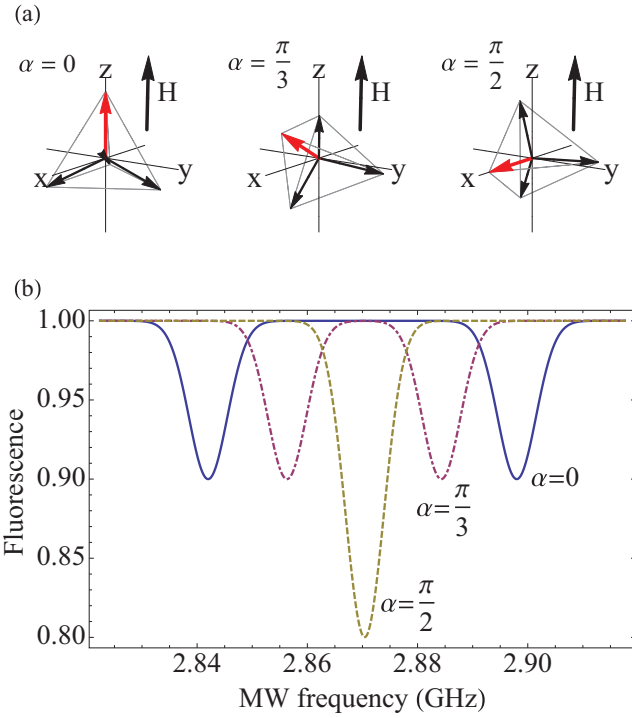 (a)
α = 0
α = π/3
α = π/2
z
H
x
y
z
H
x
y
z
H
x
y
(b)
1.00
0.95
0.90
0.85
0.80
Fluorescence
α=0
α=π/3
α=π/2
2.84 2.86 2.88 2.90
MW frequency (GHz)